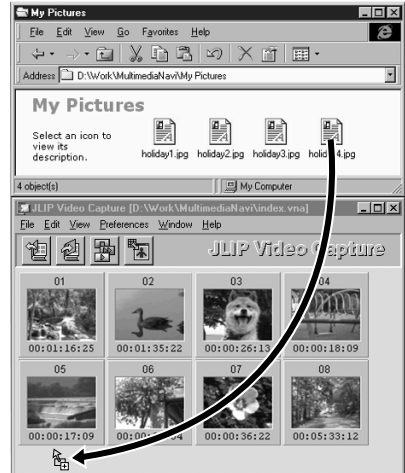 My Pictures
File Edit View Go Favorites Help
Address D:\Work\MultimediaNavi\My Pictures
My Pictures
Select an icon to
view its
description.
holiday1.jpg holiday2.jpg holiday3.jpg 4.jpg
4 object(s) My Computer
JLIP Video Capture [D:\Work\MultimediaNavi\index.vna]
File Edit View Preferences Window Help
JLIP Video Capture
01 02 03 04
00:01:16:25 00:01:35:22 00:00:26:13 00:00:18:09
05 06 07 08
00:00:17:09 00:00:36:22 00:05:33:12